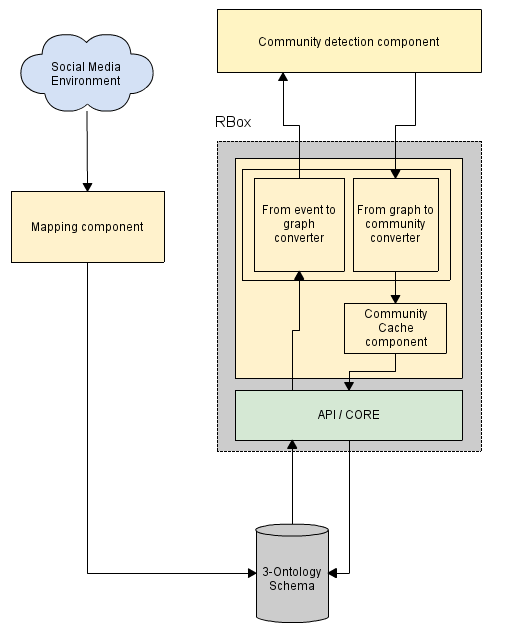 Community detection component
Social Media
Environment
RBox
Mapping component
From event to
graph
converter
From graph to
community
converter
Community
Cache
component
API / CORE
3-Ontology
Schema